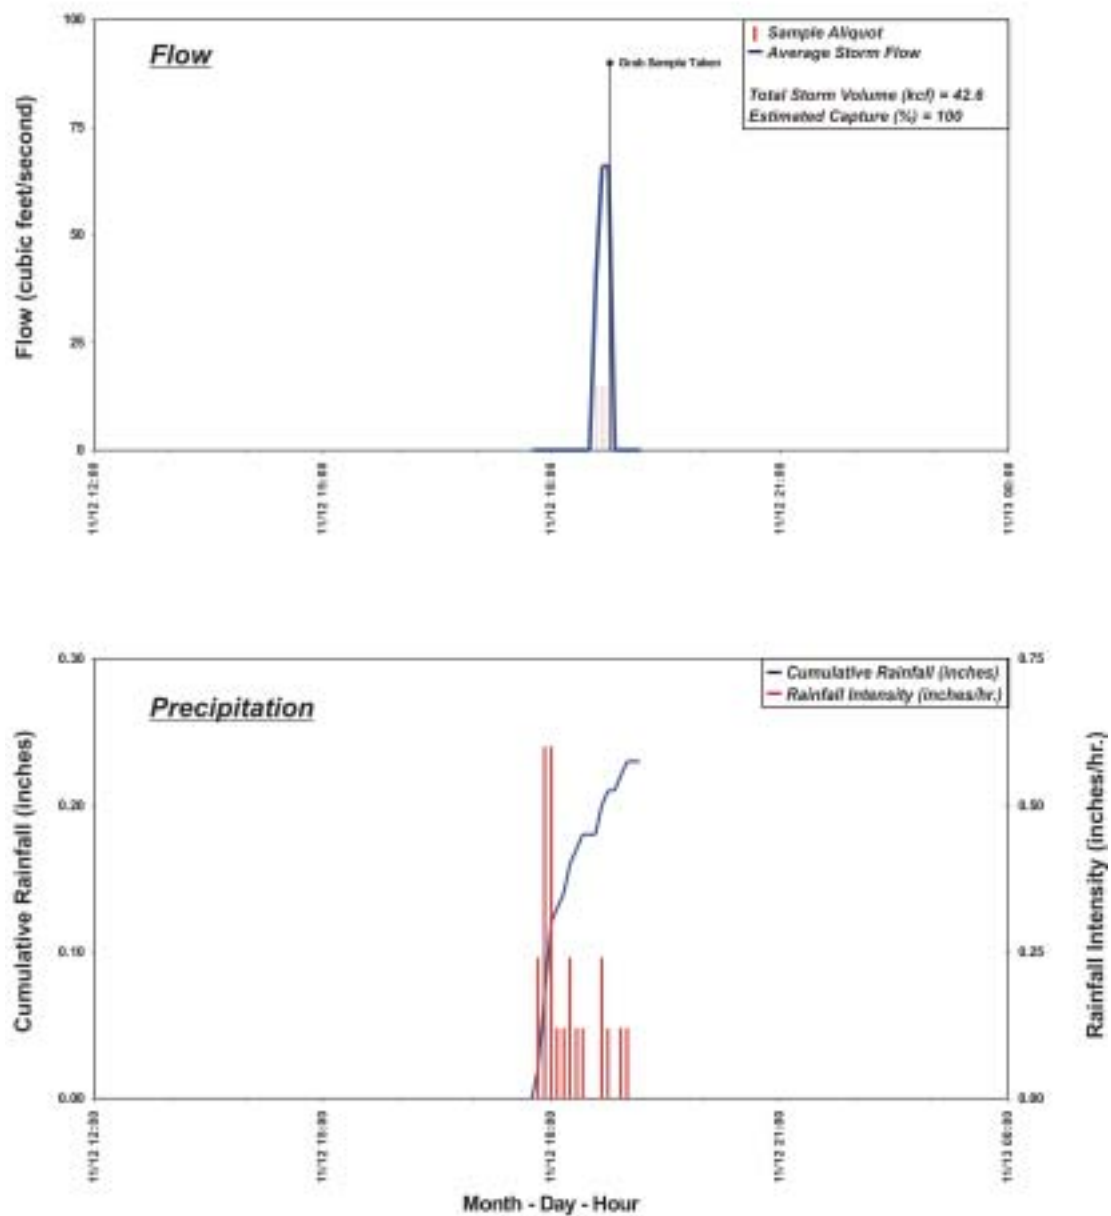 100
Flow
Sample Aliquot
Average Storm Flow
Total Storm Volume (kcf) = 42.6
Estimated Capture (%) = 100
Grab Sample Taken
75
50
25
0
Flow (cubic feet/second)
11/12 12:00
11/12 15:00
11/12 18:00
11/12 21:00
11/13 00:00
0.30
0.75
Precipitation
Cumulative Rainfall (inches)
Rainfall Intensity (inches/hr.)
0.20
0.50
0.10
0.25
0.00
0.00
Cumulative Rainfall (inches)
Rainfall Intensity (inches/hr.)
11/12 12:00
11/12 15:00
11/12 18:00
11/12 21:00
11/13 00:00
Month - Day - Hour